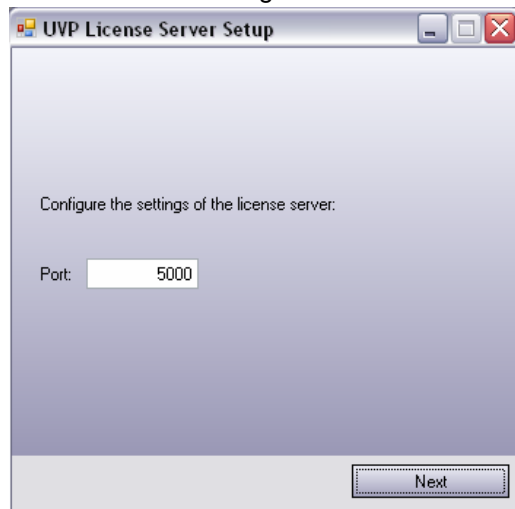 UVP License Server Setup
Configure the settings of the license server:
Port: 5000
Next